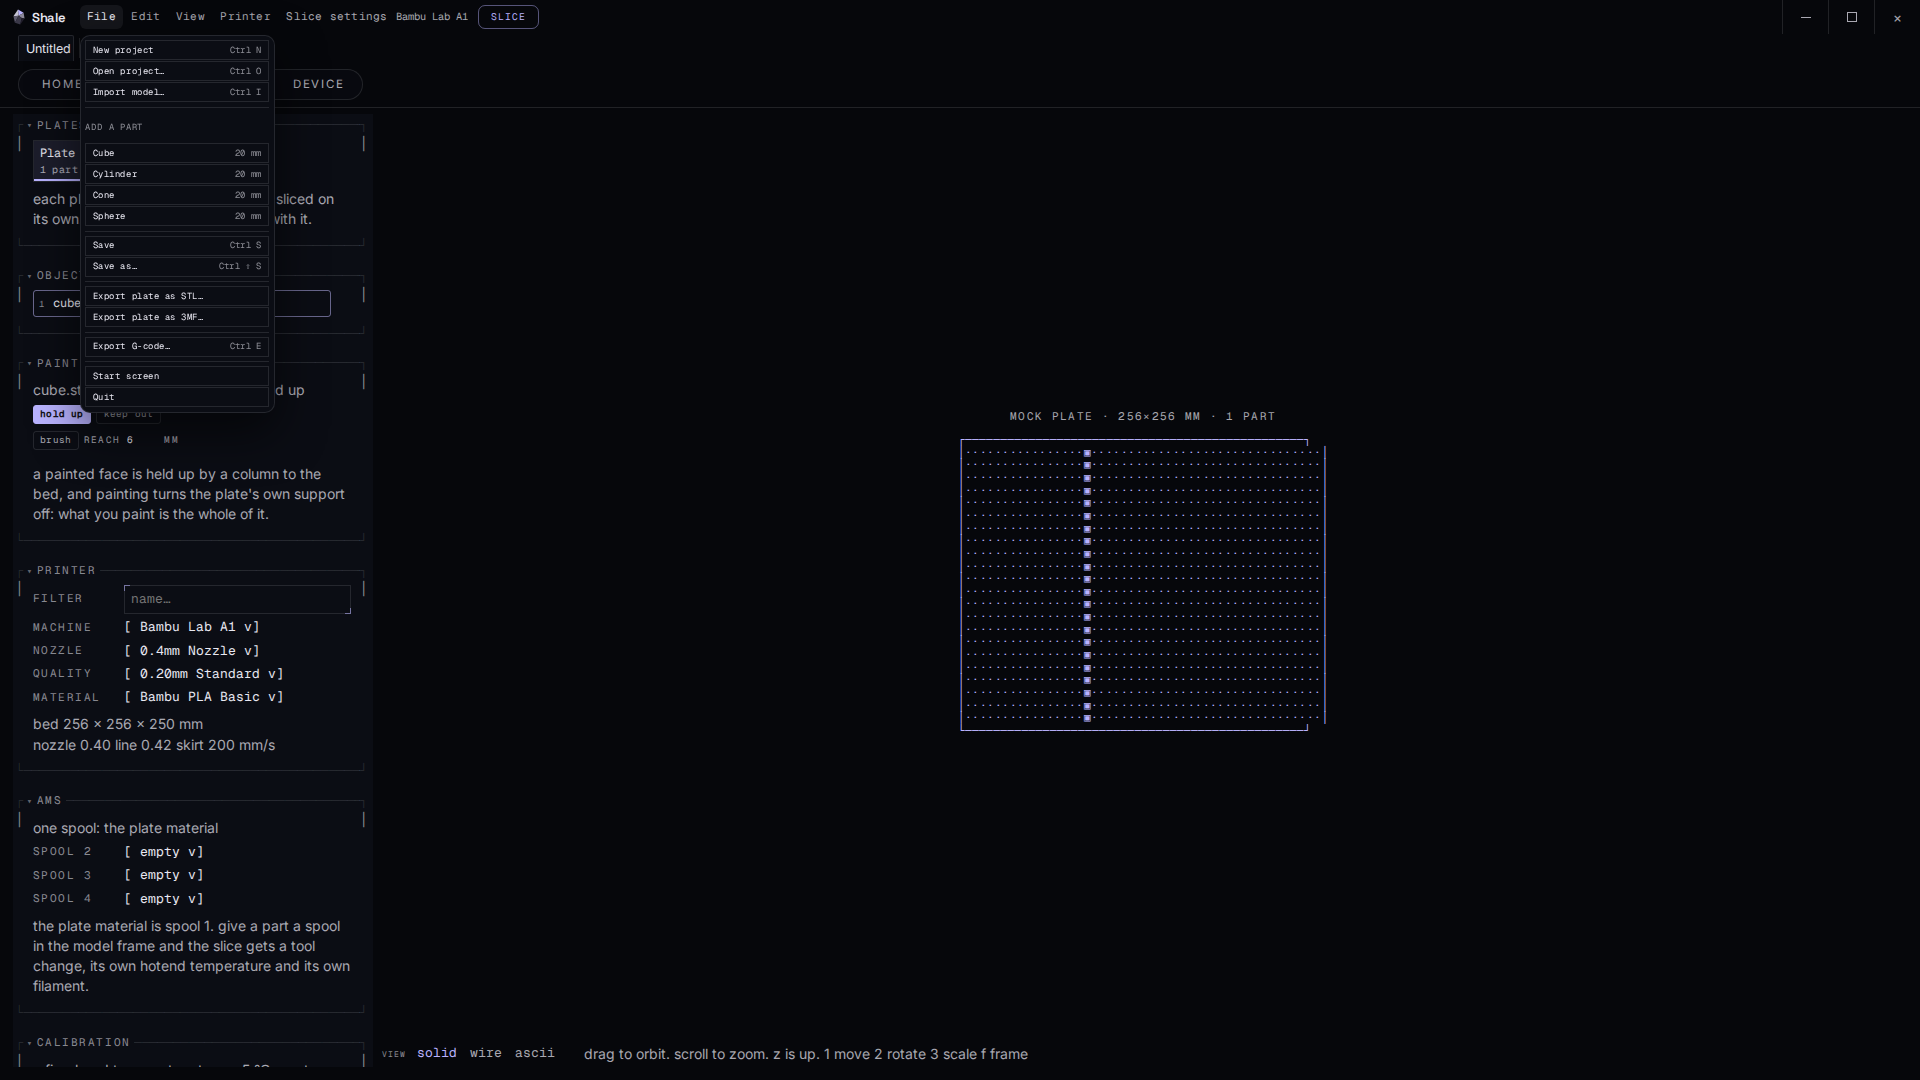 Shale File Edit View Printer Slice settings Bambu Lab A1 SLICE
Untitled
New project Ctrl N
Open project… Ctrl O
Import model… Ctrl I
HOME DEVICE
ADD A PART
Cube 20 mm
Cylinder 20 mm
Cone 20 mm
Sphere 20 mm
Save Ctrl S
Save as… Ctrl ⇧ S
Export plate as STL…
Export plate as 3MF…
Export G-code… Ctrl E
Start screen
Quit
PLATE
Plate
1 part
each sliced on
its own with it.
OBJEC
1 cube
PAINT
cube.st d up
hold up keep out
brush REACH 6 MM
a painted face is held up by a column to the
bed, and painting turns the plate's own support
off: what you paint is the whole of it.
PRINTER
FILTER name…
MACHINE [ Bambu Lab A1 v]
NOZZLE [ 0.4mm Nozzle v]
QUALITY [ 0.20mm Standard v]
MATERIAL [ Bambu PLA Basic v]
bed 256 × 256 × 250 mm
nozzle 0.40 line 0.42 skirt 200 mm/s
AMS
one spool: the plate material
SPOOL 2 [ empty v]
SPOOL 3 [ empty v]
SPOOL 4 [ empty v]
the plate material is spool 1. give a part a spool
in the model frame and the slice gets a tool
change, its own hotend temperature and its own
filament.
CALIBRATION
MOCK PLATE · 256×256 MM · 1 PART
VIEW solid wire ascii drag to orbit. scroll to zoom. z is up. 1 move 2 rotate 3 scale f frame